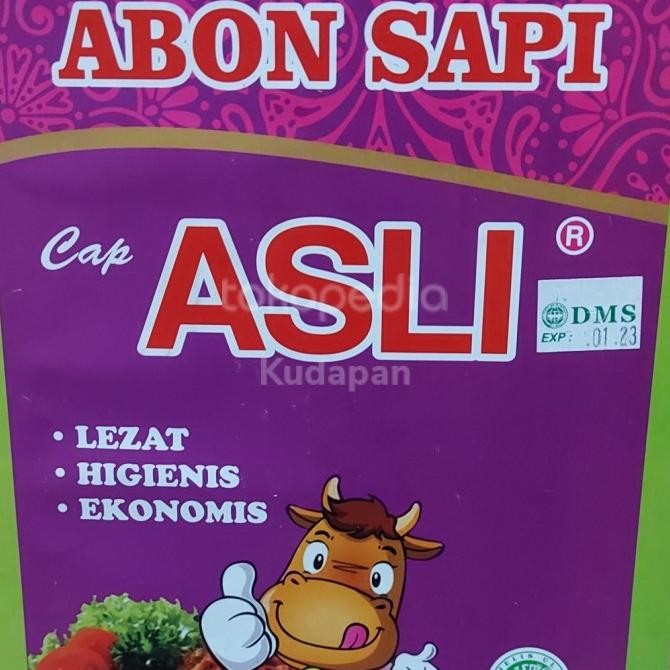 ABON SAPI
Cap
ASLI ®
tokopedia
Kudapan
DMS
EXP : .01.23
• LEZAT
• HIGIENIS
• EKONOMIS